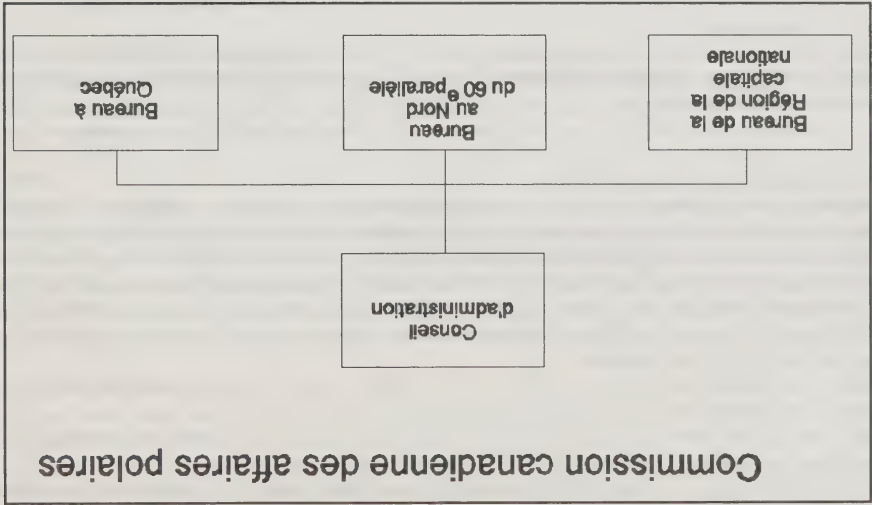 Commission canadienne des affaires polaires
Conseil
d'administration
Bureau de la
Région de la
capitale
nationale
Bureau
au Nord
du 60e parallèle
Bureau à
Québec